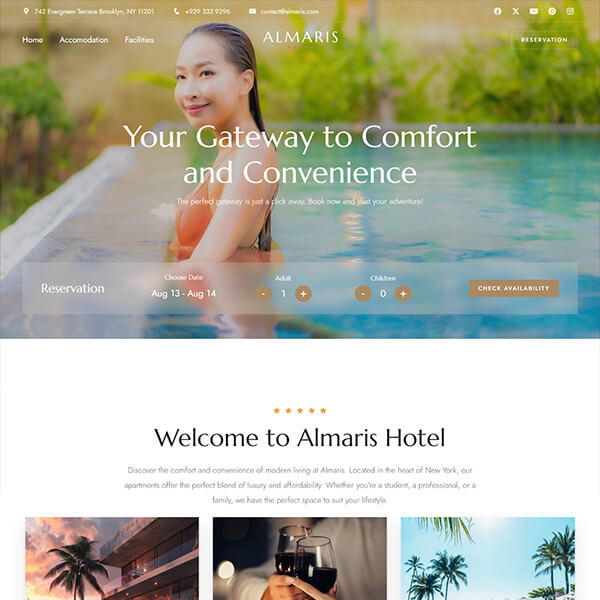 742 Evergreen Terrace Brooklyn, NY 11201
+929 333 9296
contact@almaris.com
Home
Accomodation
Facilities
ALMARIS
RESERVATION
Your Gateway to Comfort
and Convenience
The perfect getaway is just a click away. Book now and start your adventure!
Reservation
Choose Date
Aug 13 - Aug 14
Adult
- 1 +
Children
- 0 +
CHECK AVAILABILITY
Welcome to Almaris Hotel
Discover the comfort and convenience of modern living at Almaris. Located in the heart of New York, our
apartments offer the perfect blend of luxury and affordability. Whether you're a student, a professional, or a
family, we have the perfect space to suit your lifestyle.